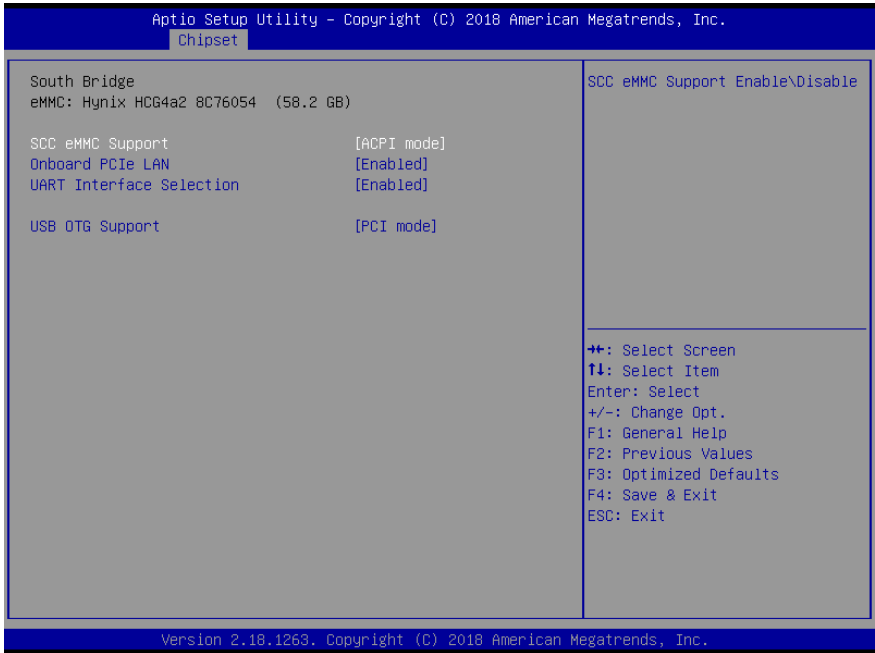 Aptio Setup Utility – Copyright (C) 2018 American Megatrends, Inc.
Chipset
South Bridge
eMMC: Hynix HCG4a2 8C76054 (58.2 GB)
SCC eMMC Support [ACPI mode]
Onboard PCIe LAN [Enabled]
UART Interface Selection [Enabled]
USB OTG Support [PCI mode]
SCC eMMC Support Enable\Disable
→←: Select Screen
↑↓: Select Item
Enter: Select
+/-: Change Opt.
F1: General Help
F2: Previous Values
F3: Optimized Defaults
F4: Save & Exit
ESC: Exit
Version 2.18.1263. Copyright (C) 2018 American Megatrends, Inc.